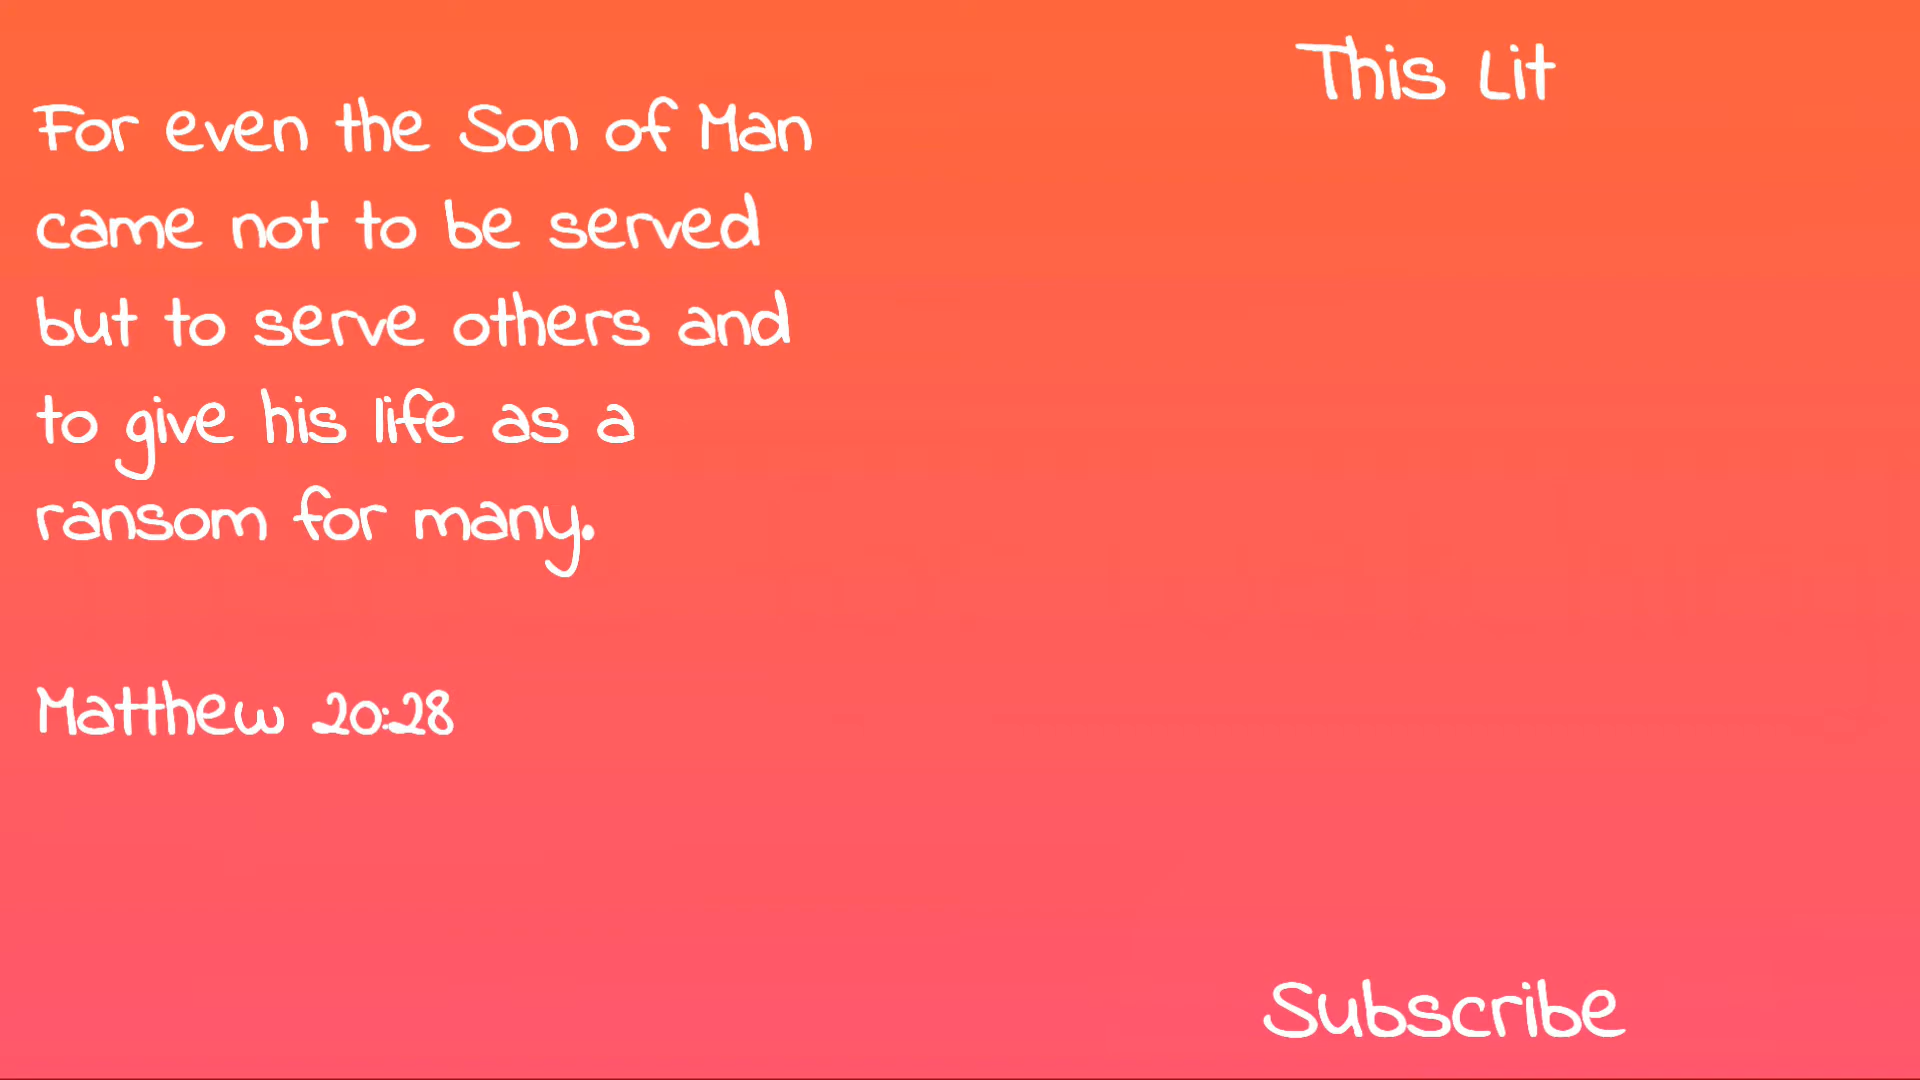 For even the Son of Man
came not to be served
but to serve others and
to give his life as a
ransom for many.
Matthew 20:28
This Lit
Subscribe